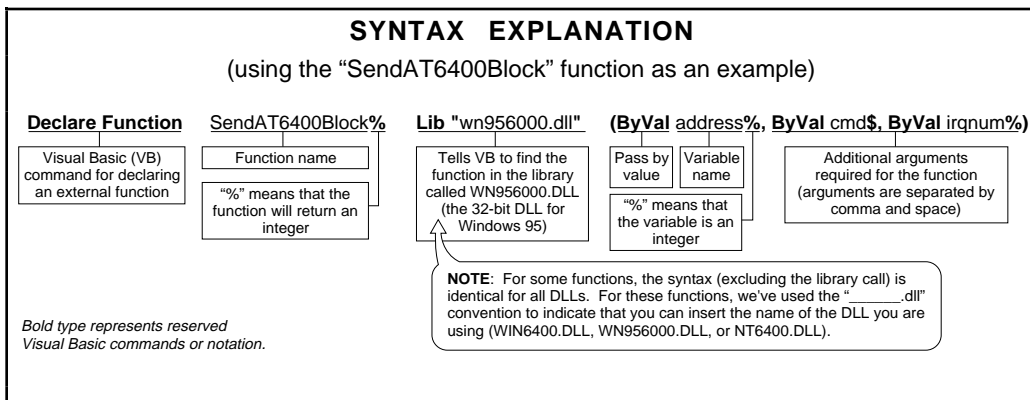 SYNTAX EXPLANATION
(using the “SendAT6400Block” function as an example)
Declare Function SendAT6400Block% Lib "wn956000.dll" (ByVal address%, ByVal cmd$, ByVal irqnum%)
Visual Basic (VB)
command for declaring
an external function
Function name
“%” means that the
function will return an
integer
Tells VB to find the
function in the library
called WN956000.DLL
(the 32-bit DLL for
Windows 95)
Pass by
value
Variable
name
“%” means that
the variable is an
integer
Additional arguments
required for the function
(arguments are separated by
comma and space)
NOTE: For some functions, the syntax (excluding the library call) is
identical for all DLLs. For these functions, we’ve used the “______.dll”
convention to indicate that you can insert the name of the DLL you are
using (WIN6400.DLL, WN956000.DLL, or NT6400.DLL).
Bold type represents reserved
Visual Basic commands or notation.